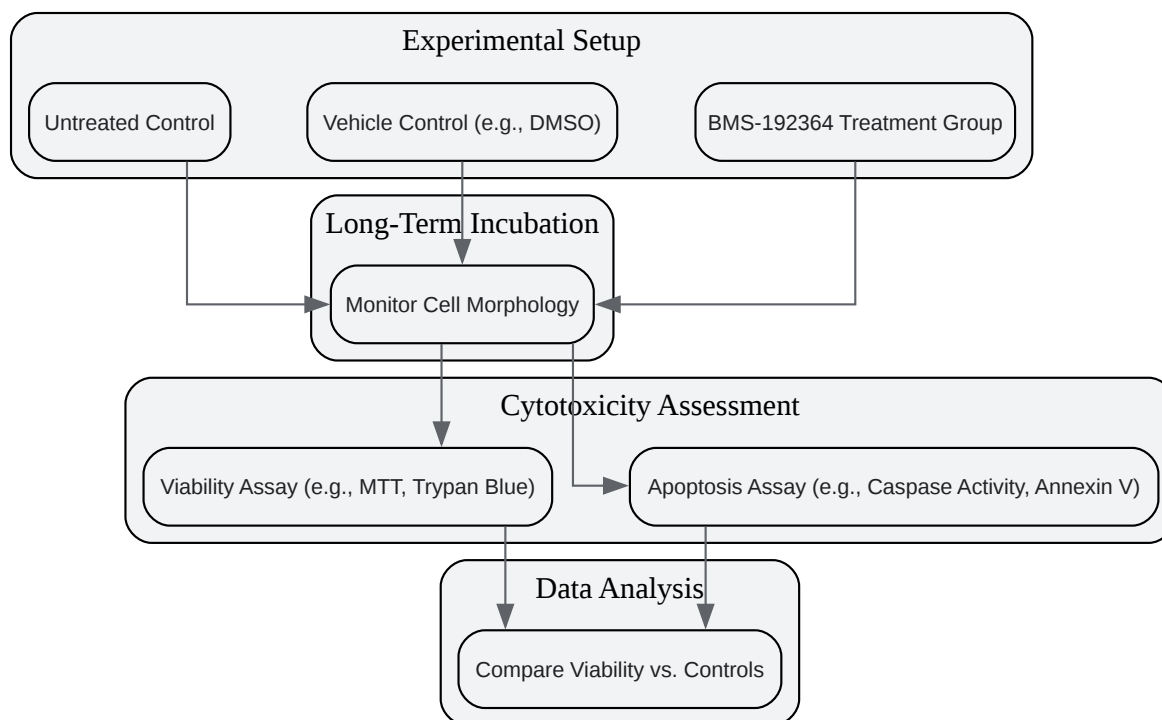 Experimental Setup
Untreated Control
Vehicle Control (e.g., DMSO)
BMS-192364 Treatment Group
Long-Term Incubation
Monitor Cell Morphology
Cytotoxicity Assessment
Viability Assay (e.g., MTT, Trypan Blue)
Apoptosis Assay (e.g., Caspase Activity, Annexin V)
Data Analysis
Compare Viability vs. Controls